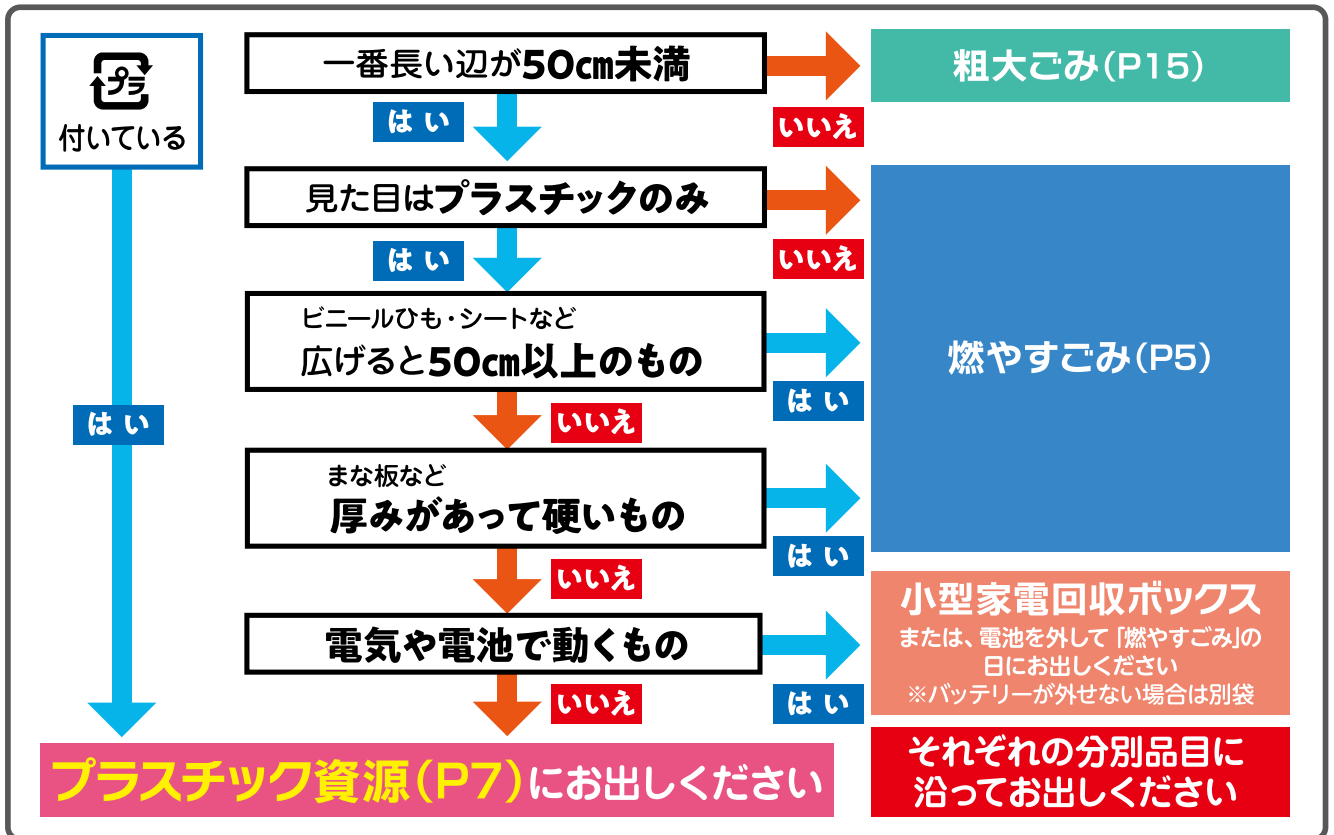 プラ
付いている
はい
一番長い辺が50cm未満
はい
いいえ
粗大ごみ(P15)
見た目はプラスチックのみ
はい
いいえ
ビニールひも・シートなど
広げると50cm以上のもの
はい
いいえ
燃やすごみ(P5)
まな板など
厚みがあって硬いもの
はい
いいえ
電気や電池で動くもの
はい
いいえ
小型家電回収ボックス
または、電池を外して「燃やすごみ」の
日にお出しください
※バッテリーが外せない場合は別袋
プラスチック資源(P7)にお出しください
それぞれの分別品目に
沿ってお出しください